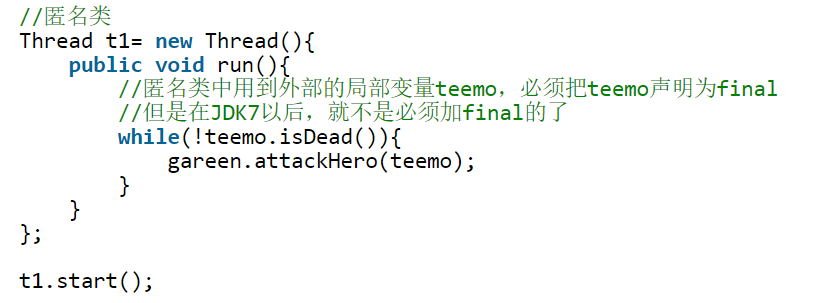 //匿名类
Thread t1= new Thread(){
    public void run(){
        //匿名类中用到外部的局部变量teemo，必须把teemo声明为final
        //但是在JDK7以后，就不是必须加final的了
        while(!teemo.isDead()){
            gareen.attackHero(teemo);
        }
    }
};

t1.start();